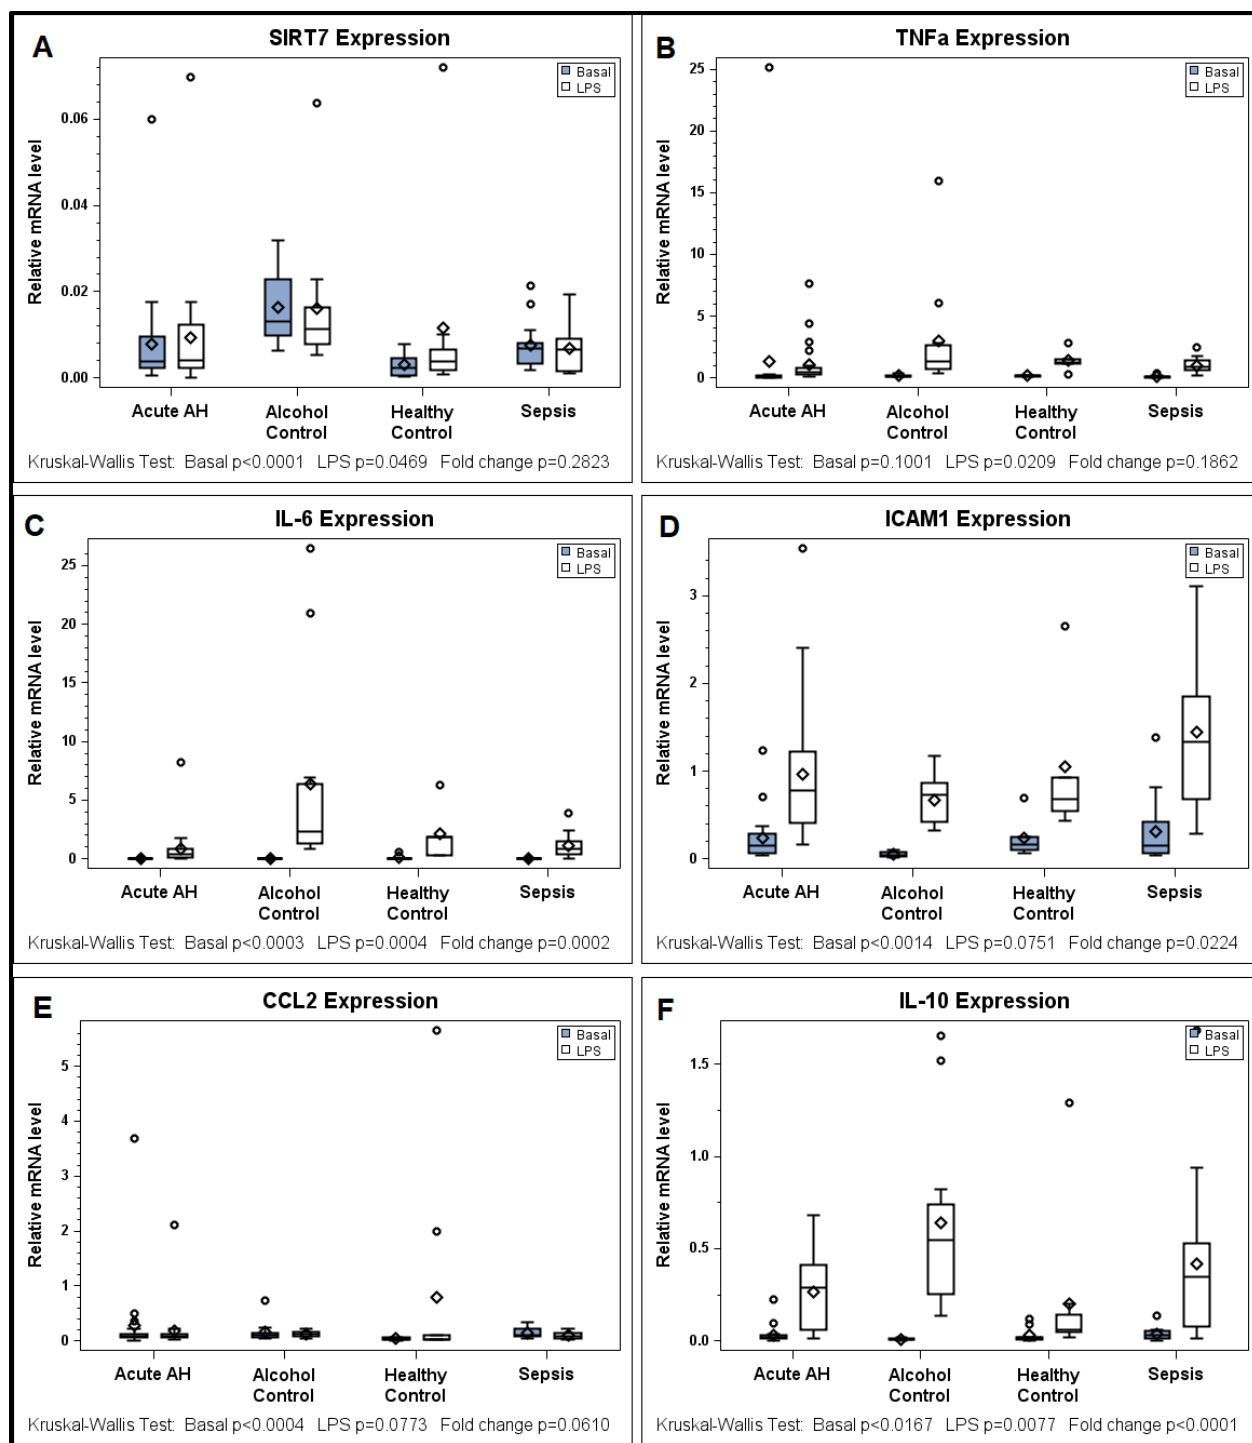 A
SIRT7 Expression
Basal
LPS
Relative mRNA level
0.06
0.04
0.02
0.00
Acute AH
Alcohol Control
Healthy Control
Sepsis
Kruskal-Wallis Test: Basal p<0.0001 LPS p=0.0469 Fold change p=0.2823
B
TNFa Expression
Basal
LPS
Relative mRNA level
25
20
15
10
5
0
Acute AH
Alcohol Control
Healthy Control
Sepsis
Kruskal-Wallis Test: Basal p=0.1001 LPS p=0.0209 Fold change p=0.1862
C
IL-6 Expression
Basal
LPS
Relative mRNA level
25
20
15
10
5
0
Acute AH
Alcohol Control
Healthy Control
Sepsis
Kruskal-Wallis Test: Basal p<0.0003 LPS p=0.0004 Fold change p=0.0002
D
ICAM1 Expression
Basal
LPS
Relative mRNA level
3
2
1
0
Acute AH
Alcohol Control
Healthy Control
Sepsis
Kruskal-Wallis Test: Basal p<0.0014 LPS p=0.0751 Fold change p=0.0224
E
CCL2 Expression
Basal
LPS
Relative mRNA level
5
4
3
2
1
0
Acute AH
Alcohol Control
Healthy Control
Sepsis
Kruskal-Wallis Test: Basal p<0.0004 LPS p=0.0773 Fold change p=0.0610
F
IL-10 Expression
Basal
LPS
Relative mRNA level
1.5
1.0
0.5
0.0
Acute AH
Alcohol Control
Healthy Control
Sepsis
Kruskal-Wallis Test: Basal p<0.0167 LPS p=0.0077 Fold change p<0.0001